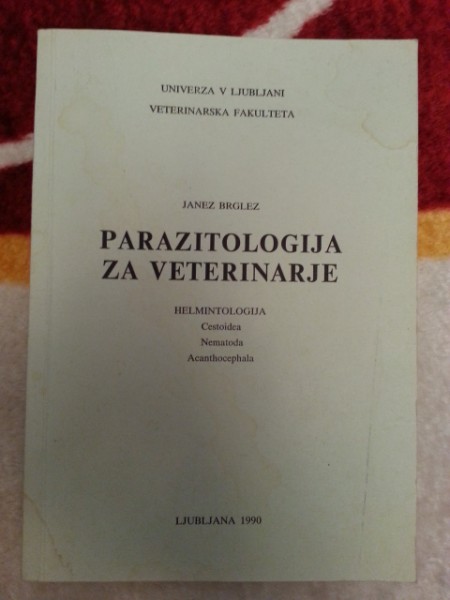 UNIVERZA V LJUBLJANI
VETERINARSKA FAKULTETA
JANEZ BRGLEZ
PARAZITOLOGIJA
ZA VETERINARJE
HELMINTOLOGIJA
Cestoidea
Nematoda
Acanthocephala
LJUBLJANA 1990